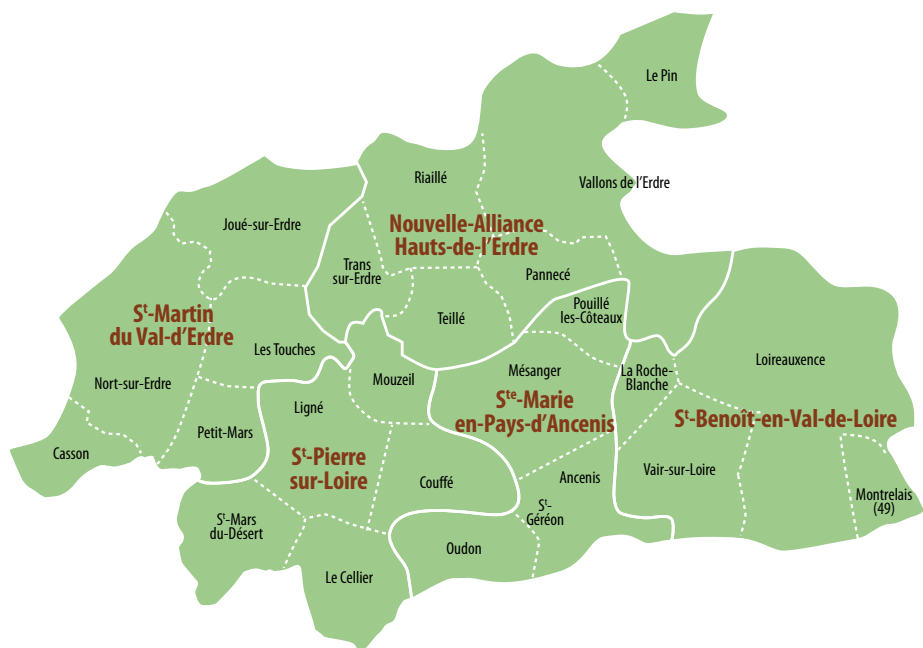 Le Pin
Riaillé
Vallons de l'Erdre
Joué-sur-Erdre
Nouvelle-Alliance
Hauts-de-l'Erdre
Trans
sur-Erdre
Pannecé
Pouillé
les-Côteaux
Sᵗ-Martin
du Val-d'Erdre
Teillé
Les Touches
Loireauxence
Mouzeil
Mésanger
La Roche-
Blanche
Nort-sur-Erdre
Ligné
Sᵗᵉ-Marie
en-Pays-d'Ancenis
Sᵗ-Benoît-en-Val-de-Loire
Petit-Mars
Casson
Sᵗ-Pierre
sur-Loire
Couffé
Ancenis
Vair-sur-Loire
Montrelais
(49)
Sᵗ-
Géréon
Sᵗ-Mars
du-Désert
Oudon
Le Cellier